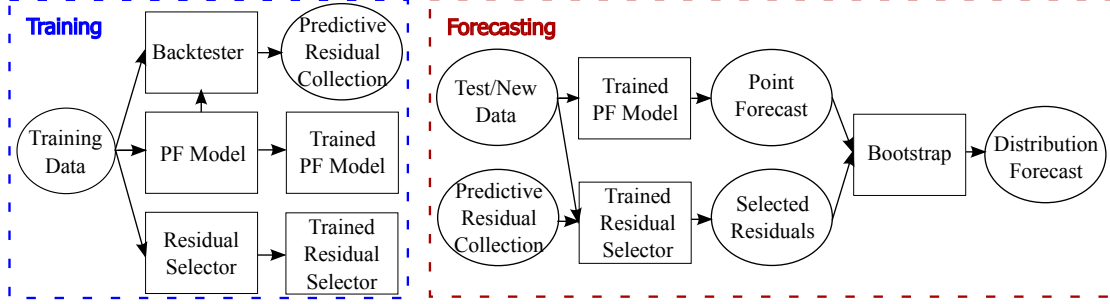 Training
Backtester
Predictive
Residual
Collection
Training
Data
PF Model
Trained
PF Model
Residual
Selector
Trained
Residual
Selector
Forecasting
Test/New
Data
Trained
PF Model
Point
Forecast
Bootstrap
Distribution
Forecast
Predictive
Residual
Collection
Trained
Residual
Selector
Selected
Residuals